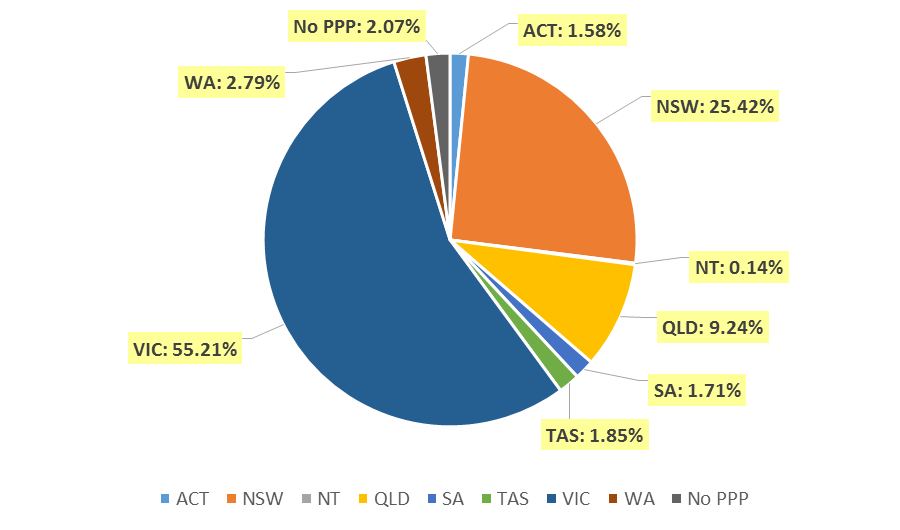 No PPP: 2.07%
ACT: 1.58%
WA: 2.79%
NSW: 25.42%
NT: 0.14%
QLD: 9.24%
VIC: 55.21%
SA: 1.71%
TAS: 1.85%
ACT NSW NT QLD SA TAS VIC WA No PPP